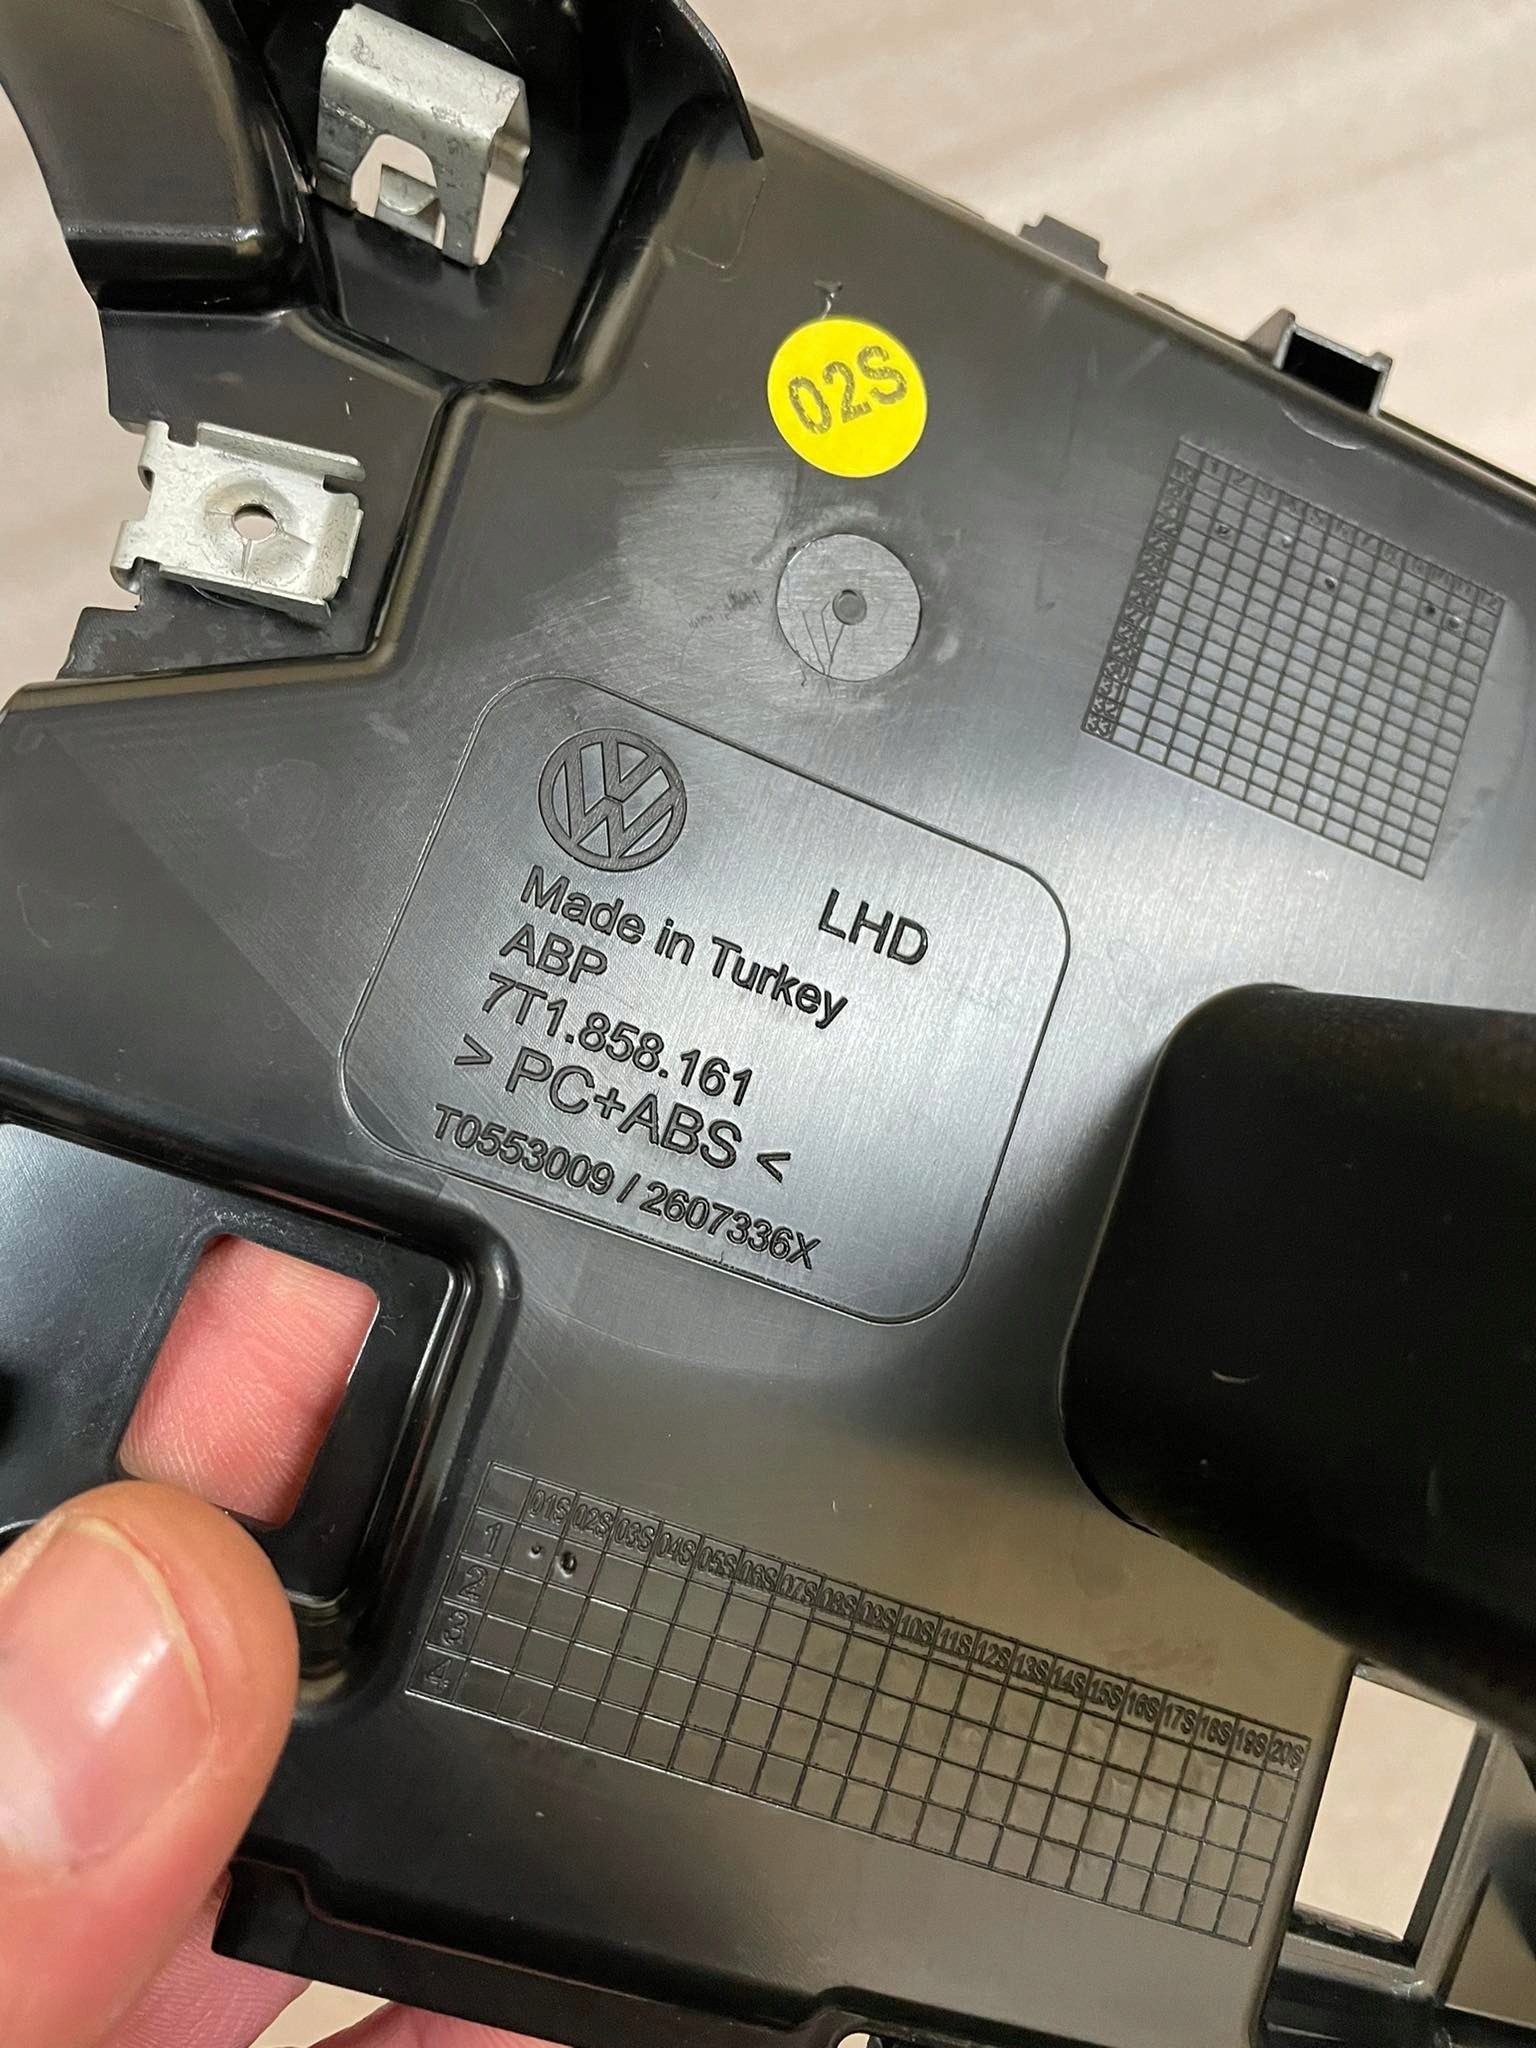 02S
LHD
Made in Turkey
ABP
7T1.858.161
> PC+ABS <
T0553009 / 2607336X
01S 02S 03S 04S 05S 06S 07S 08S 09S 10S 11S 12S 13S 14S 15S 16S 17S 18S 19S 20S
1
2
3
4